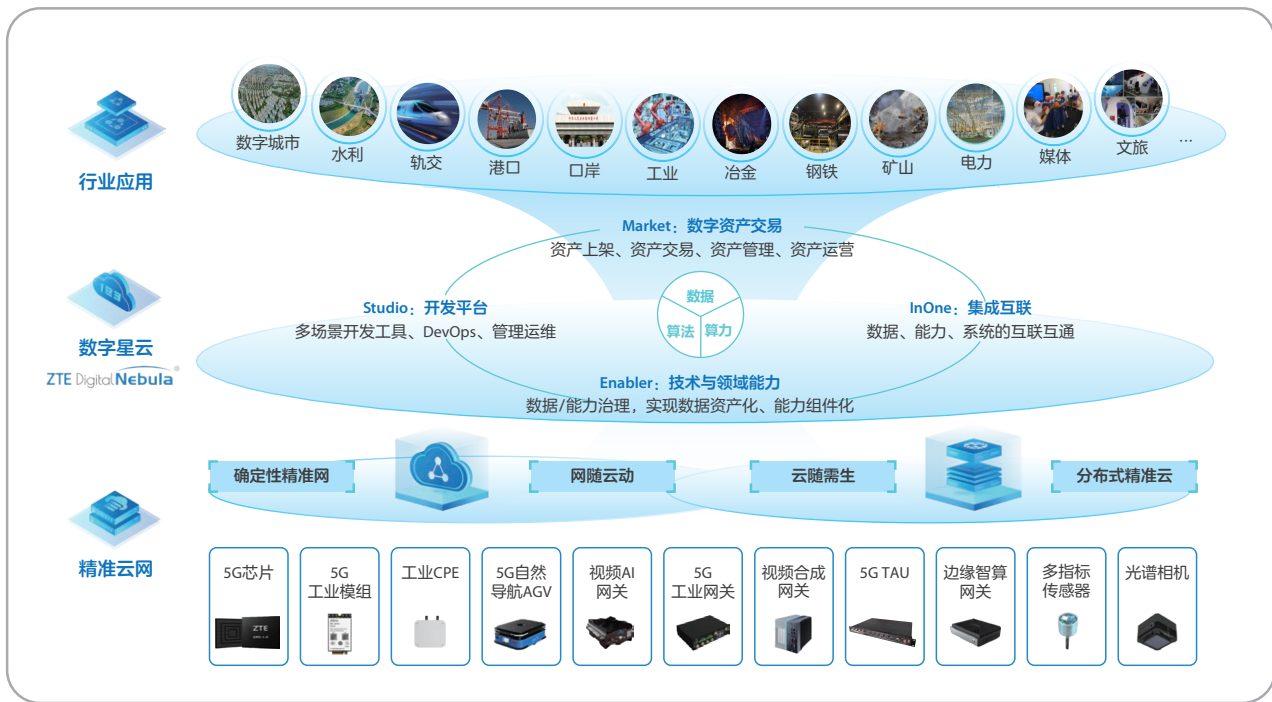 数字城市
水利
轨交
港口
口岸
工业
冶金
钢铁
矿山
电力
媒体
文旅
...
行业应用
Market：数字资产交易
资产上架、资产交易、资产管理、资产运营
Studio：开发平台
多场景开发工具、DevOps、管理运维
数据
算法
算力
InOne：集成互联
数据、能力、系统的互联互通
数字星云
ZTE Digital Nebula®
Enabler：技术与领域能力
数据/能力治理，实现数据资产化、能力组件化
确定性精准网
网随云动
云随需生
分布式精准云
精准云网
5G芯片
ZTE
5G
工业模组
工业CPE
5G自然
导航AGV
视频AI
网关
5G
工业网关
视频合成
网关
5G TAU
边缘智算
网关
多指标
传感器
光谱相机